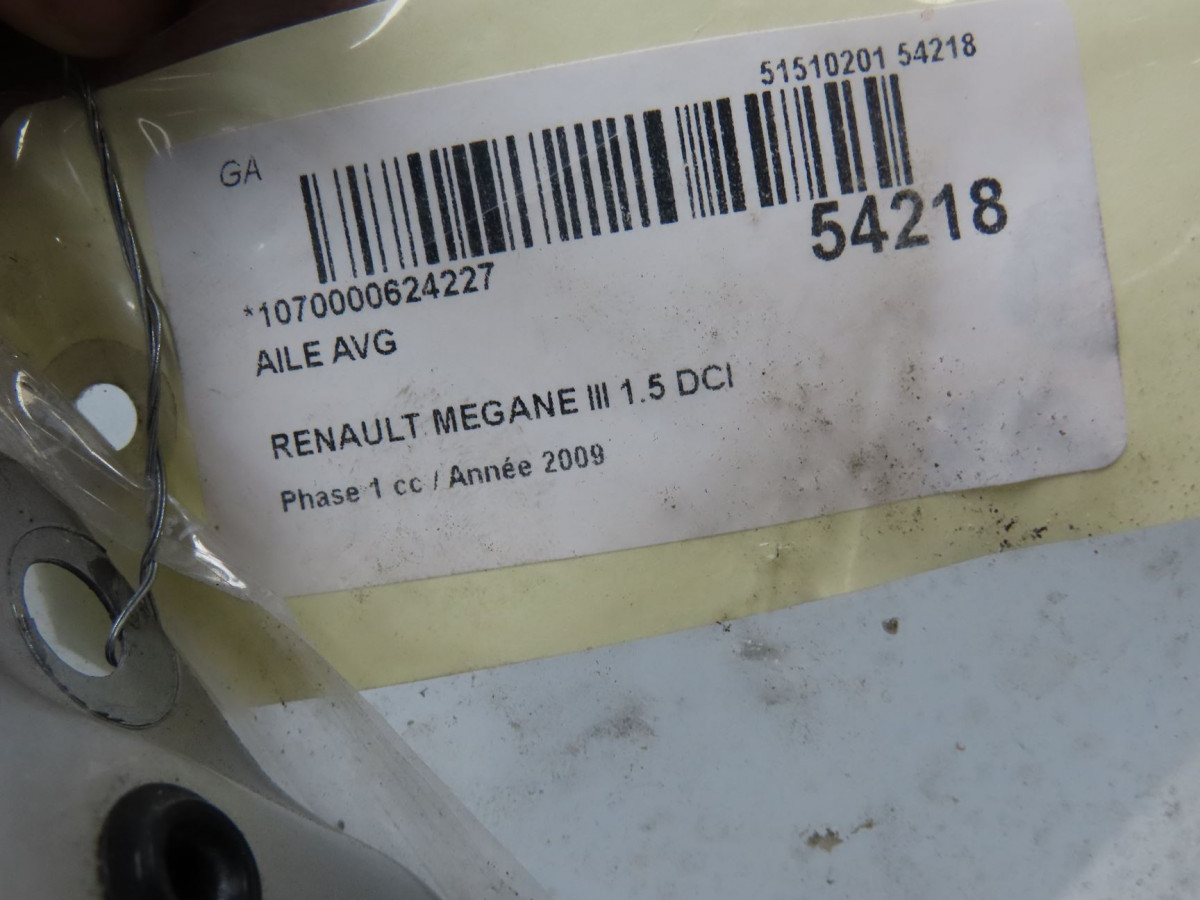 51510201 54218
GA
54218
*1070000624227
AILE AVG
RENAULT MEGANE III 1.5 DCI
Phase 1 cc / Année 2009